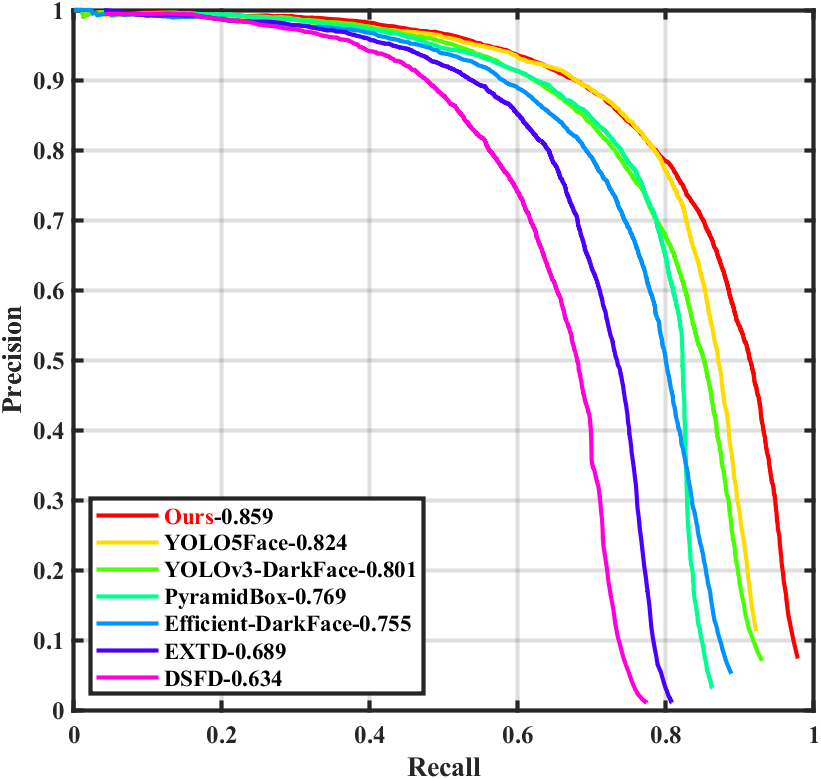 1
0.9
0.8
0.7
0.6
0.5
0.4
0.3
0.2
0.1
0
Precision
Ours-0.859
YOLO5Face-0.824
YOLOv3-DarkFace-0.801
PyramidBox-0.769
Efficient-DarkFace-0.755
EXTD-0.689
DSFD-0.634
0 0.2 0.4 0.6 0.8 1
Recall